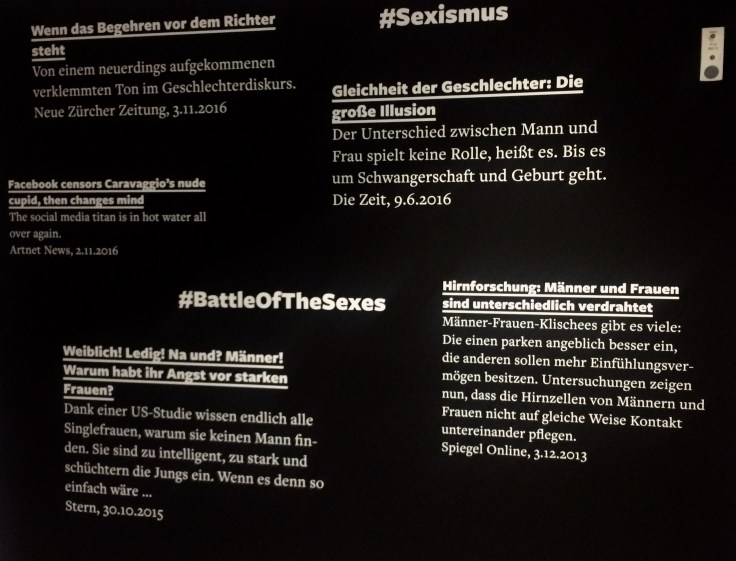 Wenn das Begehren vor dem Richter
steht
Von einem neuerdings aufgekommenen
verklemmten Ton im Geschlechterdiskurs.
Neue Zürcher Zeitung, 3.11.2016
#Sexismus
Gleichheit der Geschlechter: Die
große Illusion
Der Unterschied zwischen Mann und
Frau spielt keine Rolle, heißt es. Bis es
um Schwangerschaft und Geburt geht.
Die Zeit, 9.6.2016
Facebook censors Caravaggio's nude
cupid, then changes mind
The social media titan is in hot water all
over again.
Artnet News, 2.11.2016
#BattleOfTheSexes
Weiblich! Ledig! Na und? Männer!
Warum habt ihr Angst vor starken
Frauen?
Dank einer US-Studie wissen endlich alle
Singlefrauen, warum sie keinen Mann fin-
den. Sie sind zu intelligent, zu stark und
schüchtern die Jungs ein. Wenn es denn so
einfach wäre ...
Stern, 30.10.2015
Hirnforschung: Männer und Frauen
sind unterschiedlich verdrahtet
Männer-Frauen-Klischees gibt es viele:
Die einen parken angeblich besser ein,
die anderen sollen mehr Einfühlungsver-
mögen besitzen. Untersuchungen zeigen
nun, dass die Hirnzellen von Männern und
Frauen nicht auf gleiche Weise Kontakt
untereinander pflegen.
Spiegel Online, 3.12.2013